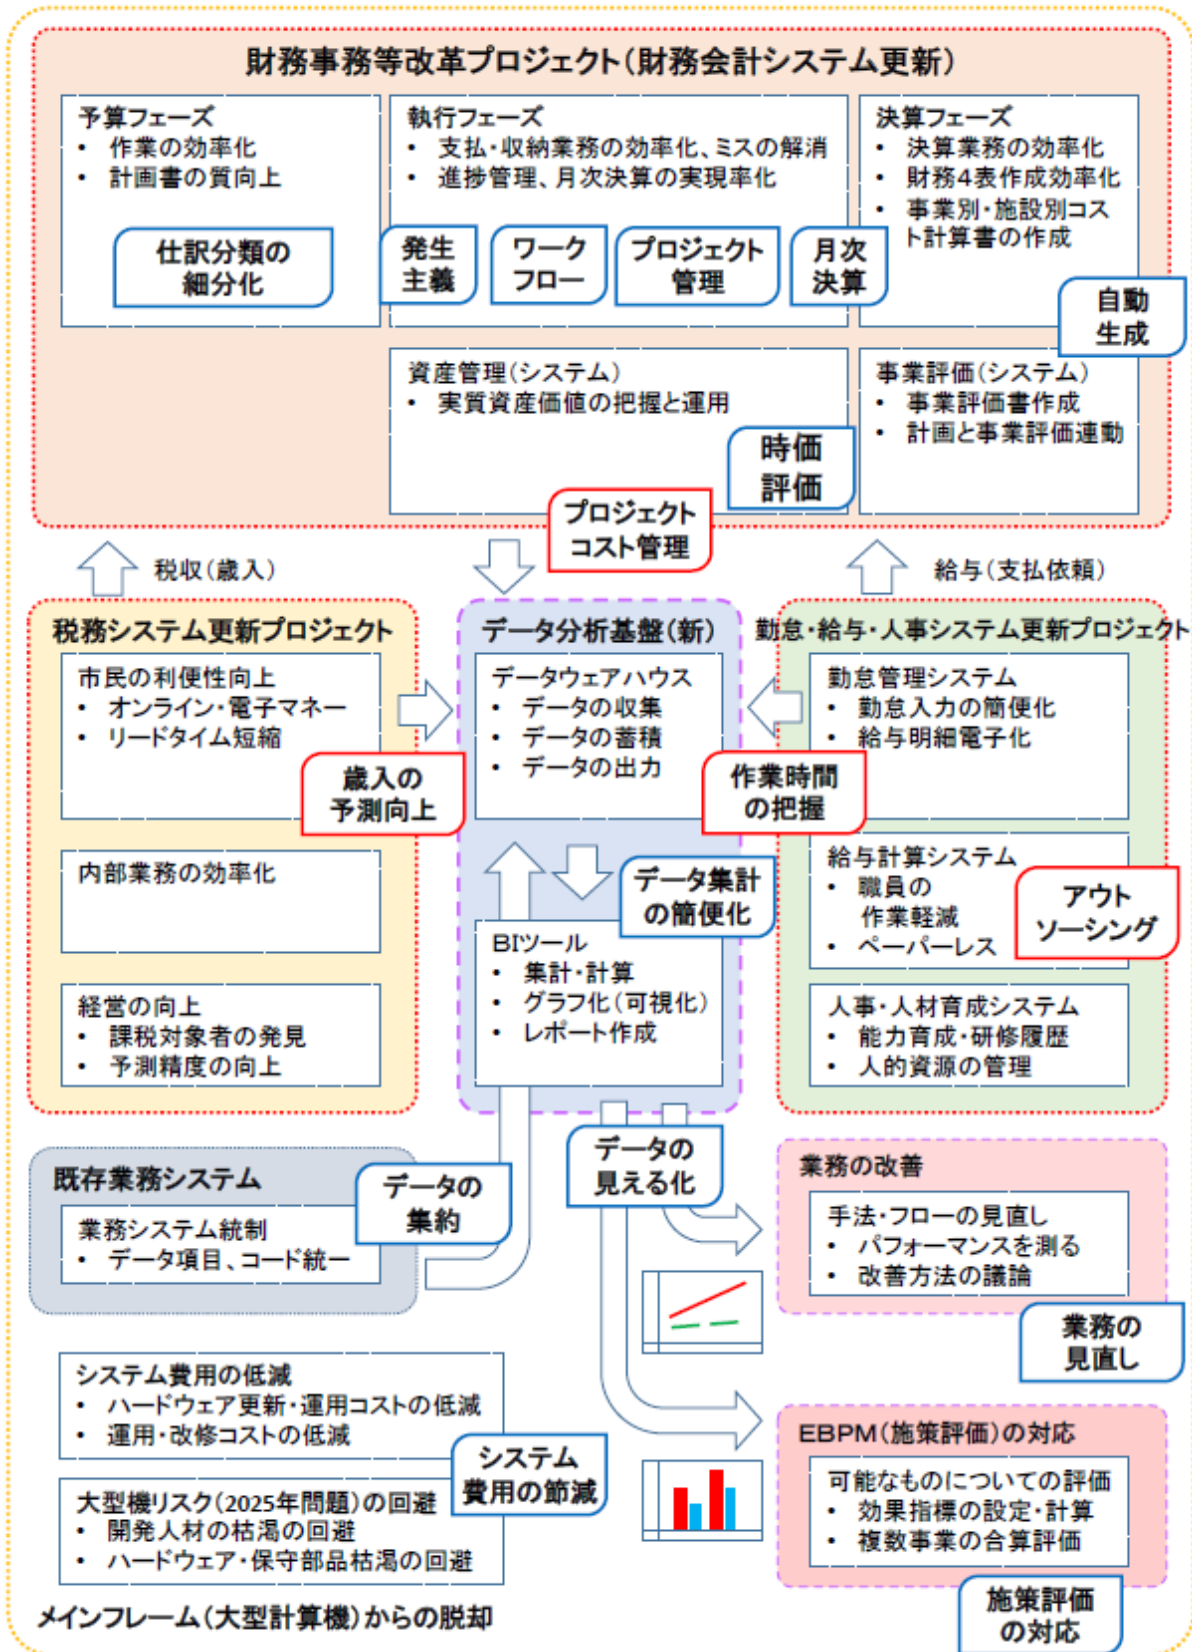 財務事務等改革プロジェクト（財務会計システム更新）
予算フェーズ
• 作業の効率化
• 計画書の質向上
仕訳分類の
細分化
執行フェーズ
• 支払・収納業務の効率化、ミスの解消
• 進捗管理、月次決算の実現率化
発生
主義
ワーク
フロー
プロジェクト
管理
月次
決算
決算フェーズ
• 決算業務の効率化
• 財務４表作成効率化
• 事業別・施設別コス
ト計算書の作成
自動
生成
資産管理（システム）
• 実質資産価値の把握と運用
時価
評価
事業評価（システム）
• 事業評価書作成
• 計画と事業評価連動
プロジェクト
コスト管理
税収（歳入）
給与（支払依頼）
税務システム更新プロジェクト
市民の利便性向上
• オンライン・電子マネー
• リードタイム短縮
歳入の
予測向上
内部業務の効率化
経営の向上
• 課税対象者の発見
• 予測精度の向上
データ分析基盤（新）
データウェアハウス
• データの収集
• データの蓄積
• データの出力
データ集計
の簡便化
BIツール
• 集計・計算
• グラフ化（可視化）
• レポート作成
勤怠・給与・人事システム更新プロジェクト
勤怠管理システム
• 勤怠入力の簡便化
• 給与明細電子化
作業時間
の把握
給与計算システム
• 職員の
作業軽減
• ペーパーレス
アウト
ソーシング
人事・人材育成システム
• 能力育成・研修履歴
• 人的資源の管理
既存業務システム
業務システム統制
• データ項目、コード統一
データの
集約
データの
見える化
業務の改善
手法・フローの見直し
• パフォーマンスを測る
• 改善方法の議論
業務の
見直し
システム費用の低減
• ハードウェア更新・運用コストの低減
• 運用・改修コストの低減
システム
費用の節減
大型機リスク（2025年問題）の回避
• 開発人材の枯渇の回避
• ハードウェア・保守部品枯渇の回避
メインフレーム（大型計算機）からの脱却
EBPM（施策評価）の対応
可能なものについての評価
• 効果指標の設定・計算
• 複数事業の合算評価
施策評価
の対応